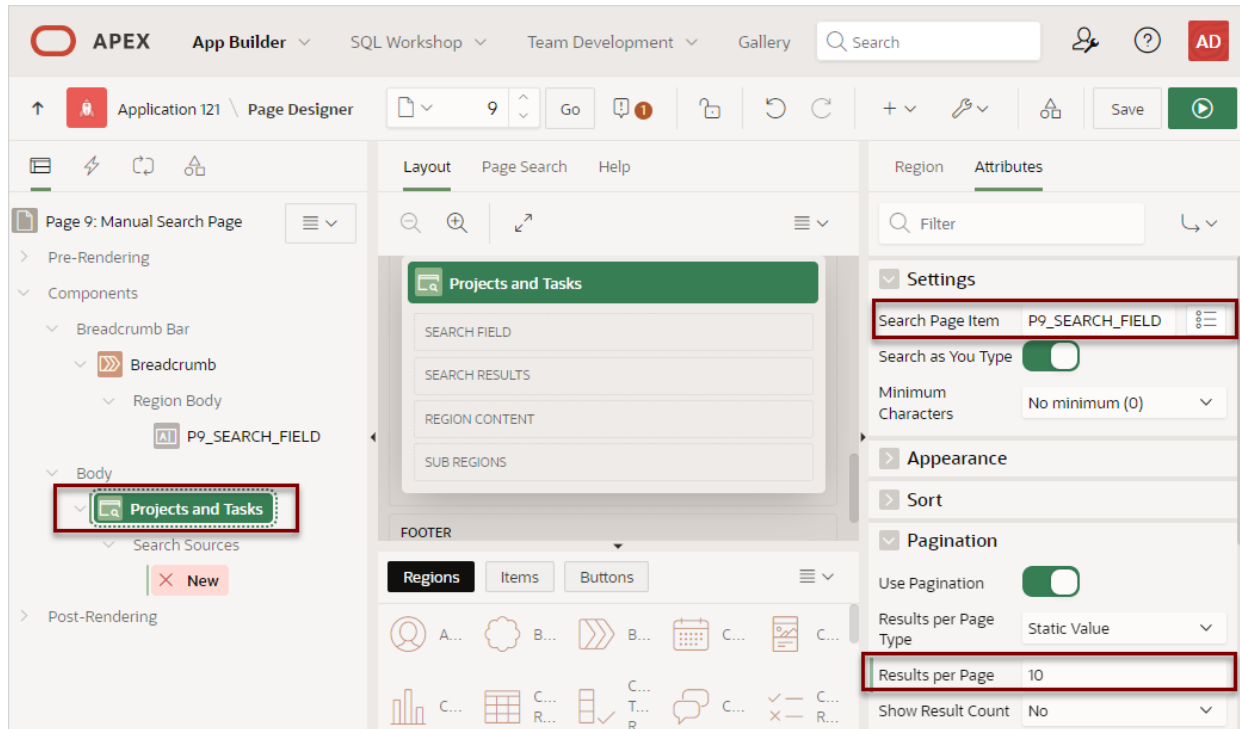 APEX App Builder SQL Workshop Team Development Gallery Search AD
Application 121 \ Page Designer 9 Go 1 Save
Page 9: Manual Search Page
Pre-Rendering
Components
Breadcrumb Bar
Breadcrumb
Region Body
P9_SEARCH_FIELD
Body
Projects and Tasks
Search Sources
New
Post-Rendering
Layout Page Search Help
Projects and Tasks
SEARCH FIELD
SEARCH RESULTS
REGION CONTENT
SUB REGIONS
FOOTER
Regions Items Buttons
A... B... B... C... C...
C... C... R... C... T... R C... C... R...
Region Attributes
Filter
Settings
Search Page Item P9_SEARCH_FIELD
Search as You Type
Minimum
Characters No minimum (0)
Appearance
Sort
Pagination
Use Pagination
Results per Page
Type Static Value
Results per Page 10
Show Result Count No